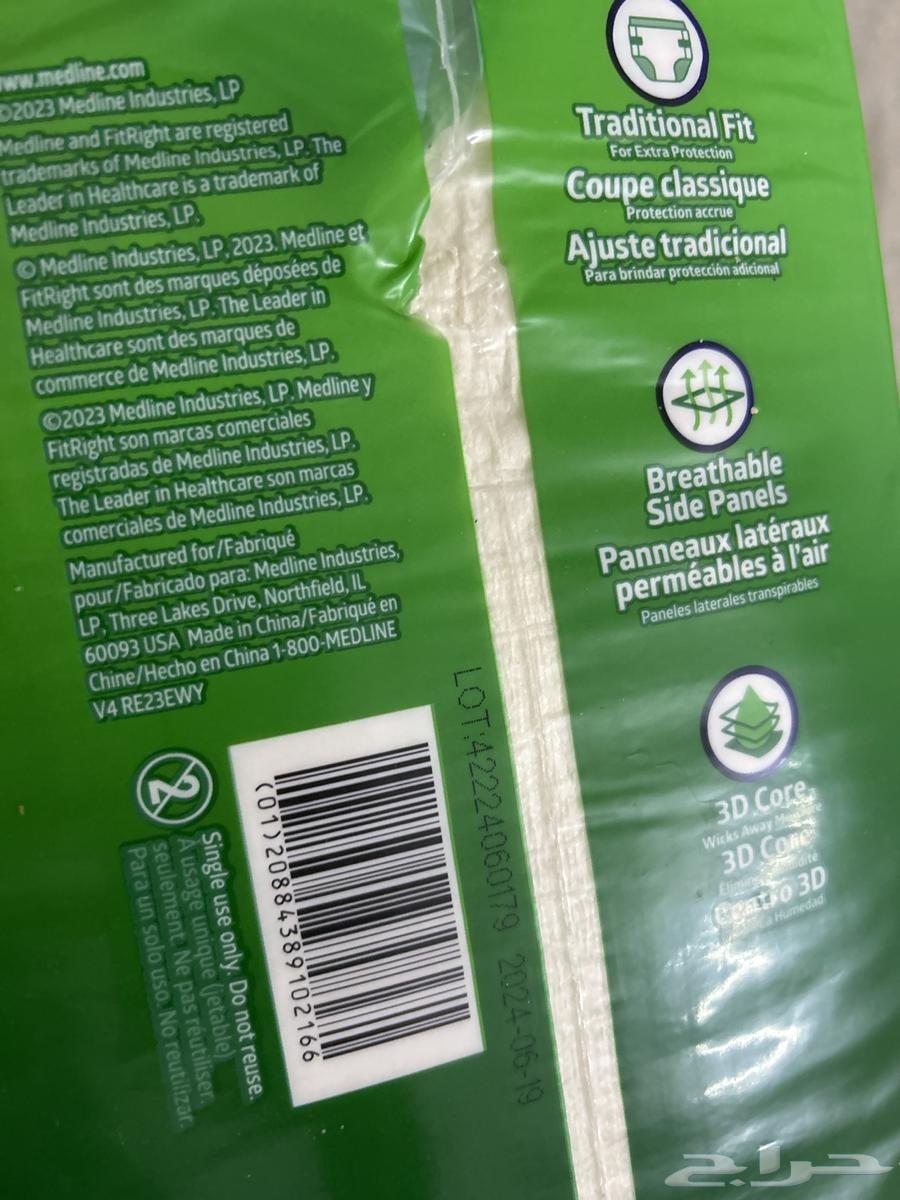 www.medline.com
©2023 Medline Industries, LP
Medline and FitRight are registered
trademarks of Medline Industries, LP. The
Leader in Healthcare is a trademark of
Medline Industries, LP.
© Medline Industries, LP, 2023. Medline et
FitRight sont des marques déposées de
Medline Industries, LP. The Leader in
Healthcare sont des marques de
commerce de Medline Industries, LP.
©2023 Medline Industries, LP. Medline y
FitRight son marcas comerciales
registradas de Medline Industries, LP.
The Leader in Healthcare son marcas
comerciales de Medline Industries, LP.
Manufactured for/Fabriqué
pour/Fabricado para: Medline Industries,
LP, Three Lakes Drive, Northfield, IL
60093 USA Made in China/Fabriqué en
Chine/Hecho en China 1-800-MEDLINE
V4 RE23EWY
2
Single use only. Do not reuse.
À usage unique (jetable)
seulement. Ne pas réutiliser.
Para un solo uso. No reutilizar.
(01)20884389102166
LOT:42224060179 2024-06-19
Traditional Fit
For Extra Protection
Coupe classique
Protection accrue
Ajuste tradicional
Para brindar protección adicional
Breathable
Side Panels
Panneaux latéraux
perméables à l'air
Paneles laterales transpirables
3D Core
Wicks Away
3D Core
3D
Humedad
حراج